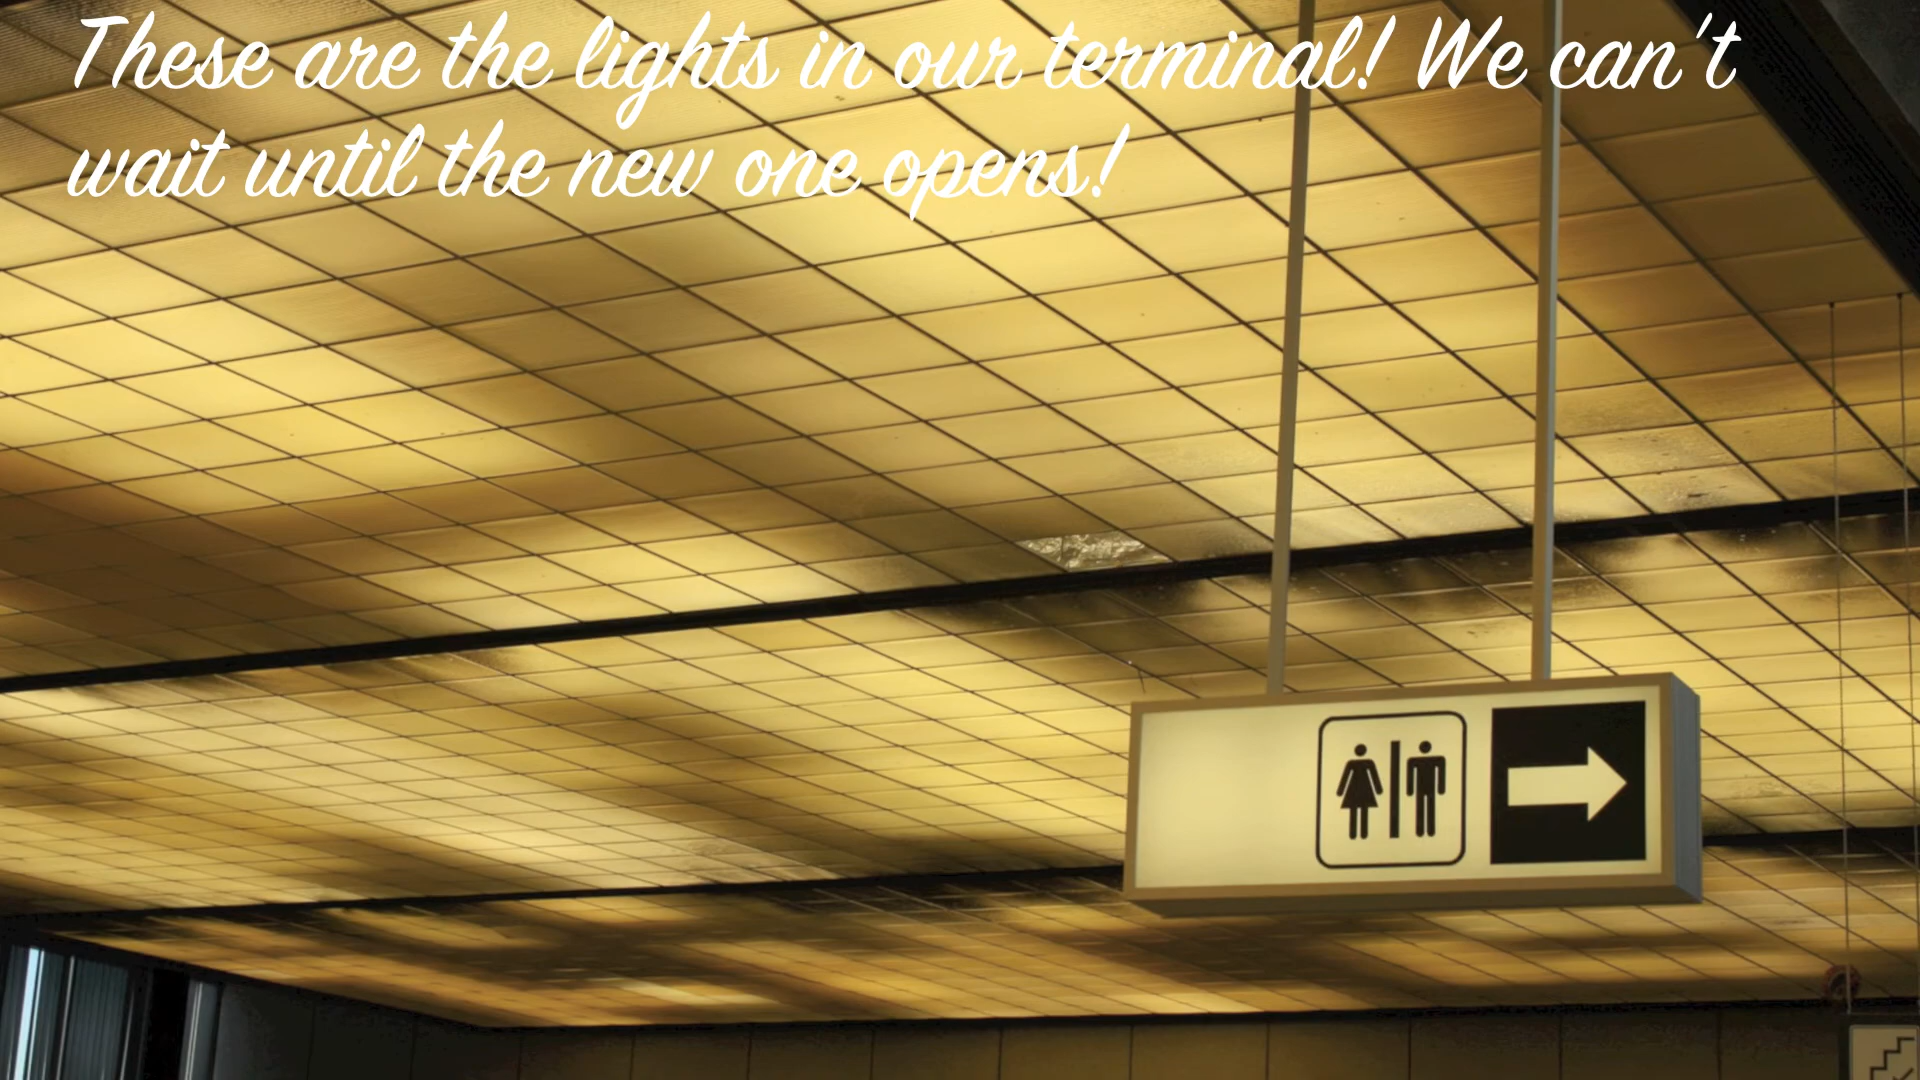 These are the lights in our terminal! We can't
wait until the new one opens!